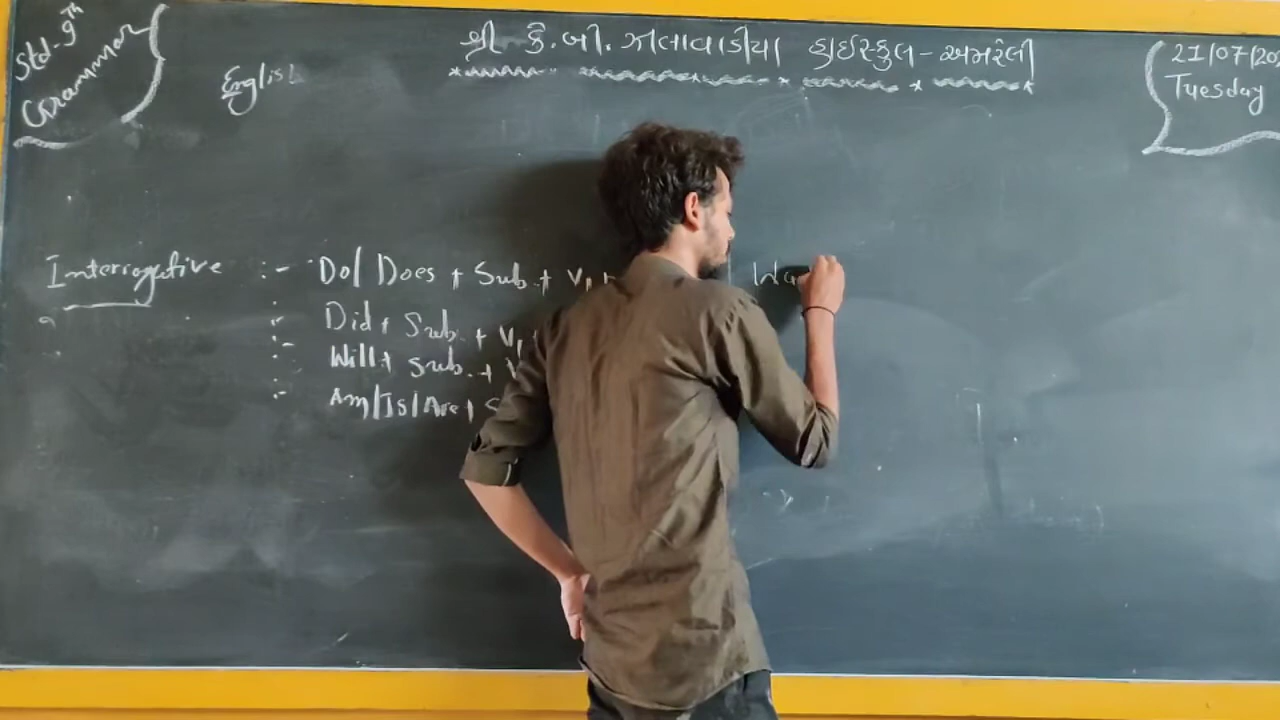 Std-9th
Grammar
English
શ્રી કે.બી. ઝાલાવાડીયા હાઈસ્કુલ - અમરેલી
21/07/20
Tuesday
Interrogative :- Do/Does + Sub. + V1 +
:- Did + Sub. + V1
:- Will + Sub. +
:- Am/Is/Are +